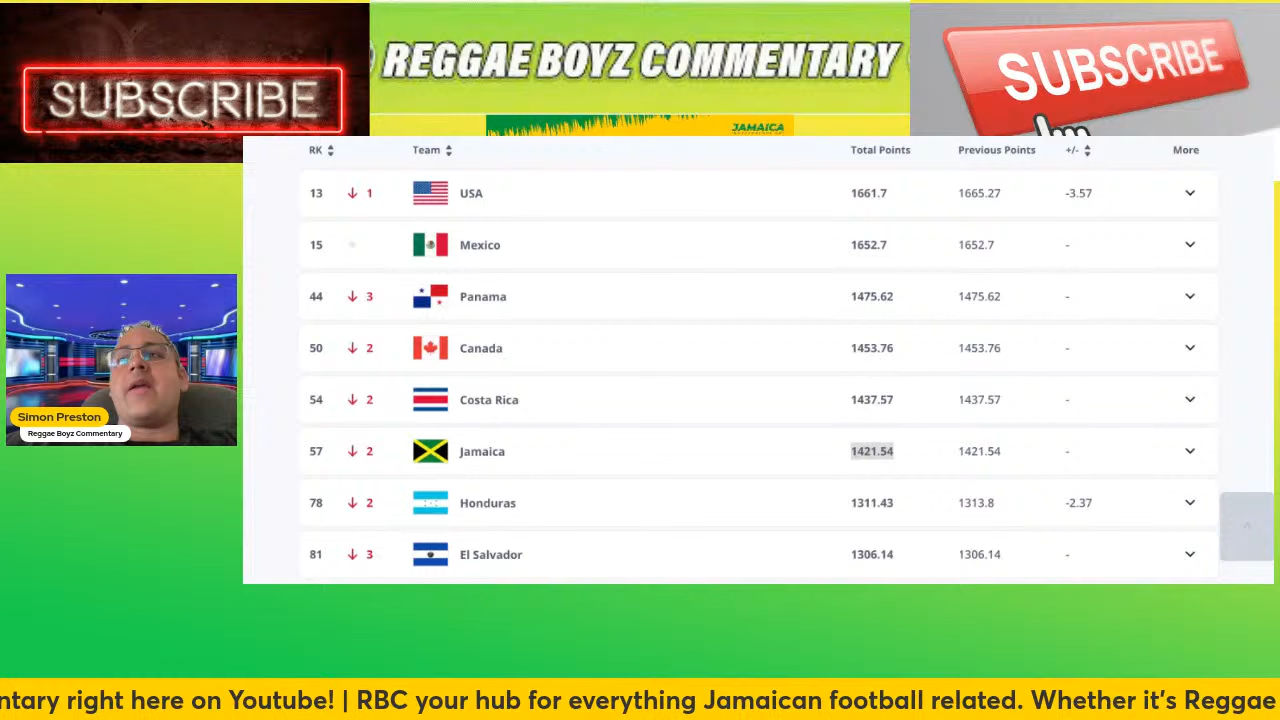 SUBSCRIBE
REGGAE BOYZ COMMENTARY
SUBSCRIBE
JAMAICA
RK Team Total Points Previous Points +/- More
13 ↓ 1 USA 1661.7 1665.27 -3.57
15 Mexico 1652.7 1652.7 -
44 ↓ 3 Panama 1475.62 1475.62 -
50 ↓ 2 Canada 1453.76 1453.76 -
54 ↓ 2 Costa Rica 1437.57 1437.57 -
57 ↓ 2 Jamaica 1421.54 1421.54 -
78 ↓ 2 Honduras 1311.43 1313.8 -2.37
81 ↓ 3 El Salvador 1306.14 1306.14 -
Simon Preston
Reggae Boyz Commentary
ntary right here on Youtube! | RBC your hub for everything Jamaican football related. Whether it's Reggae